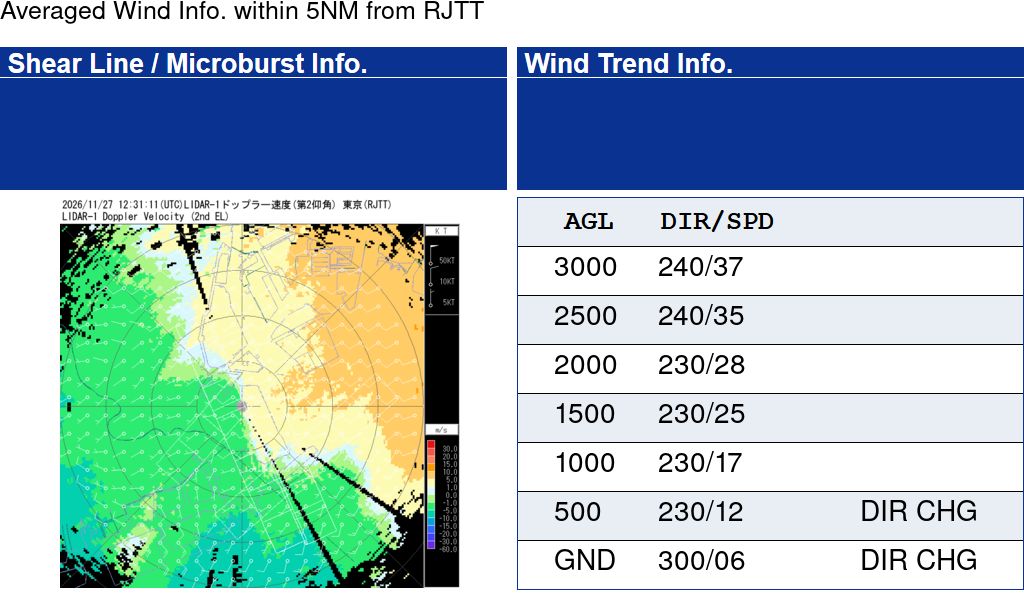 Averaged Wind Info. within 5NM from RJTT
Shear Line / Microburst Info.
Wind Trend Info.
2026/11/27 12:31:11(UTC)LIDAR-1ドップラー速度(第2仰角) 東京(RJTT)
LIDAR-1 Doppler Velocity (2nd EL)
K T
50KT
10KT
5KT
m/s
30.0
20.0
15.0
10.0
5.0
1.0
0.0
-1.0
-5.0
-10.0
-15.0
-20.0
-30.0
-60.0
AGL DIR/SPD
3000 240/37
2500 240/35
2000 230/28
1500 230/25
1000 230/17
500 230/12 DIR CHG
GND 300/06 DIR CHG